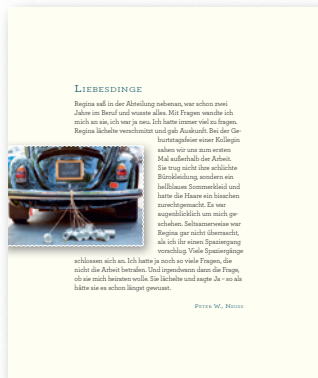 Liebesdinge
Regina saß in der Abteilung nebenan, war schon zwei
Jahre im Beruf und wusste alles. Mit Fragen wandte ich
mich an sie, ich war ja neu. Ich hatte immer viel zu fragen.
Regina lächelte verschmitzt und gab Auskunft. Bei der Ge-
burtstagsfeier einer Kollegin
sahen wir uns zum ersten
Mal außerhalb der Arbeit.
Sie trug nicht ihre schlichte
Bürokleidung, sondern ein
hellblaues Sommerkleid und
hatte die Haare ein bisschen
zurechtgemacht. Es war
augenblicklich um mich ge-
schehen. Seltsamerweise war
Regina gar nicht überrascht,
als ich ihr einen Spaziergang
vorschlug. Viele Spaziergänge
schlossen sich an. Ich hatte ja noch so viele Fragen, die
nicht die Arbeit betrafen. Und irgendwann dann die Frage,
ob sie mich heiraten wolle. Sie lächelte und sagte Ja – so als
hätte sie es schon längst gewusst.
Peter W., Neuss